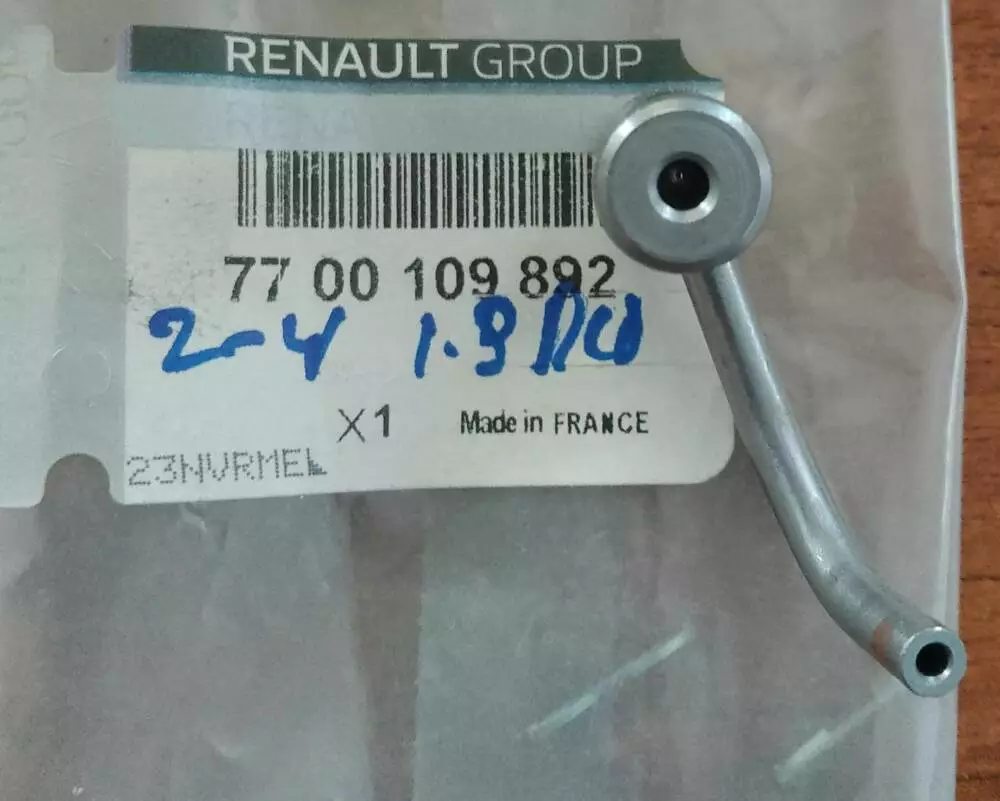 RENAULT GROUP
77 00 109 892
2-4 1.9 DCI
X1 Made in FRANCE
23NVRMEL